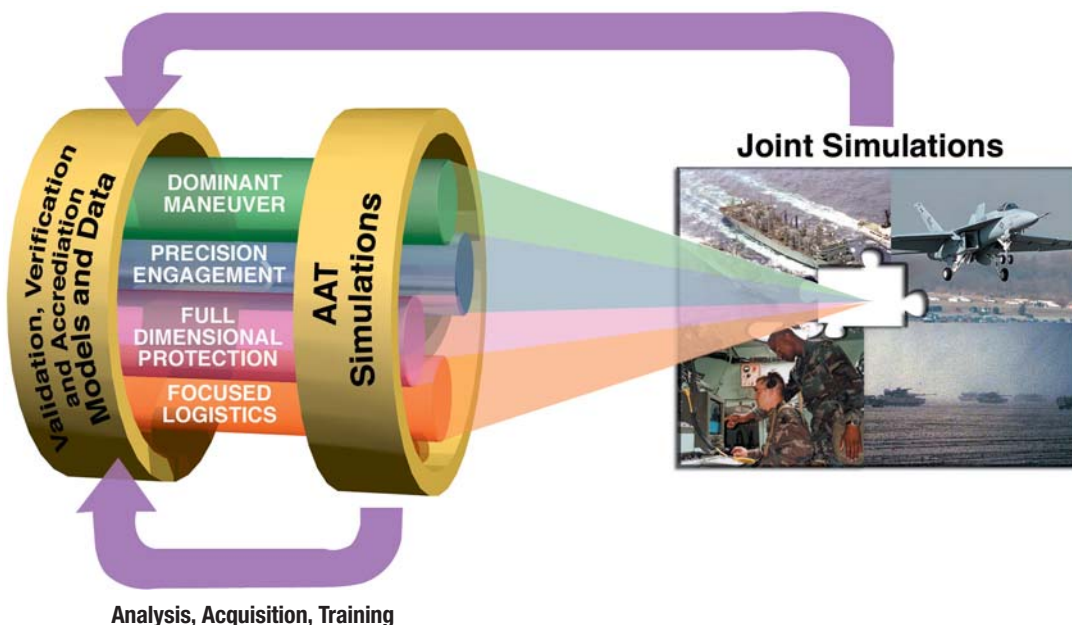 Joint Simulations
Validation, Verification
and Accrediation
Models and Data
DOMINANT
MANEUVER
PRECISION
ENGAGEMENT
FULL
DIMENSIONAL
PROTECTION
FOCUSED
LOGISTICS
AAT
Simulations
Analysis, Acquisition, Training